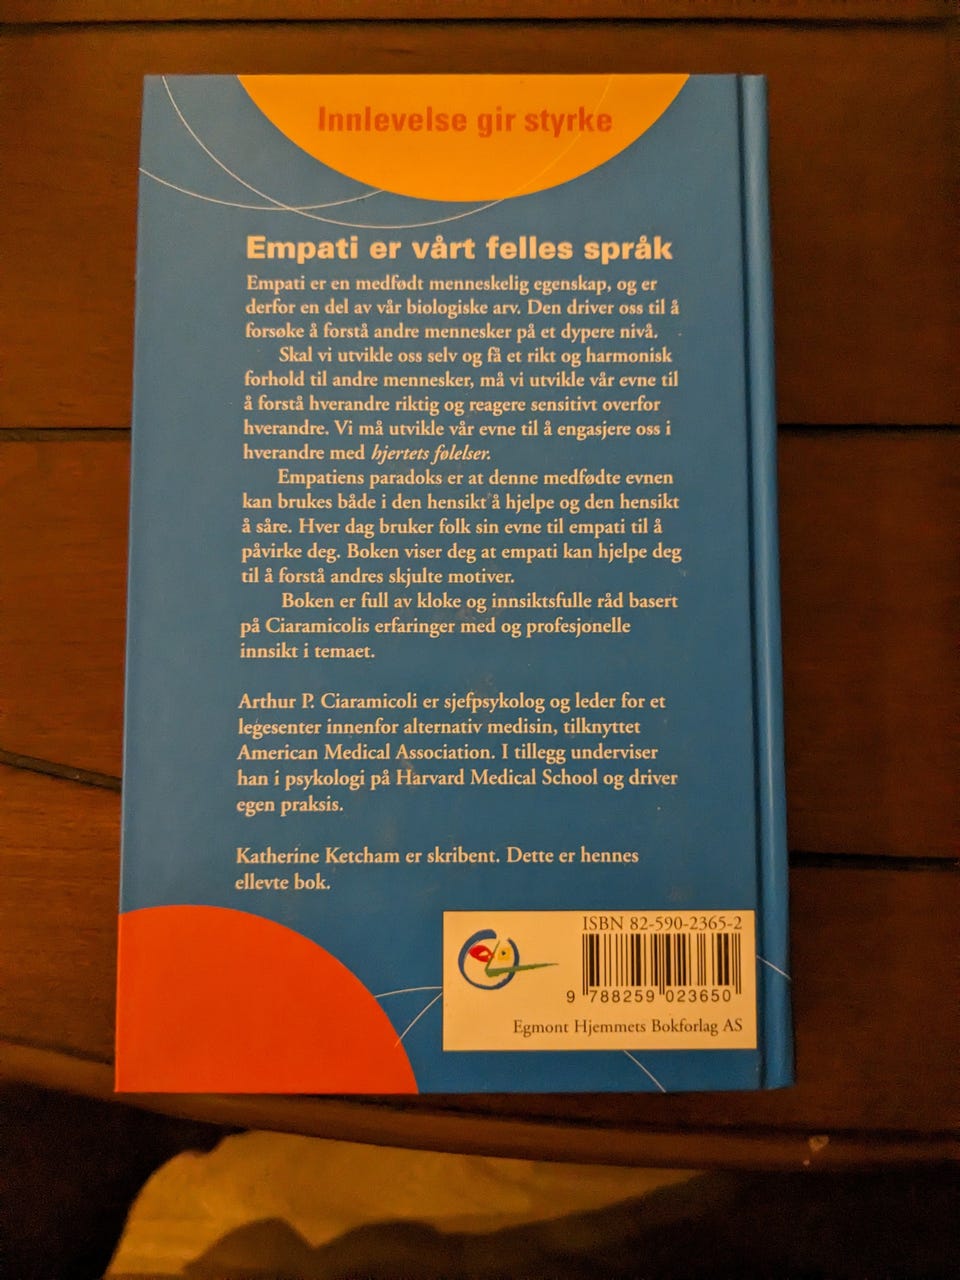 Innlevelse gir styrke
Empati er vårt felles språk
Empati er en medfødt menneskelig egenskap, og er
derfor en del av vår biologiske arv. Den driver oss til å
forsøke å forstå andre mennesker på et dypere nivå.
Skal vi utvikle oss selv og få et rikt og harmonisk
forhold til andre mennesker, må vi utvikle vår evne til
å forstå hverandre riktig og reagere sensitivt overfor
hverandre. Vi må utvikle vår evne til å engasjere oss i
hverandre med hjertets følelser.
Empatiens paradoks er at denne medfødte evnen
kan brukes både i den hensikt å hjelpe og den hensikt
å såre. Hver dag bruker folk sin evne til empati til å
påvirke deg. Boken viser deg at empati kan hjelpe deg
til å forstå andres skjulte motiver.
Boken er full av kloke og innsiktsfulle råd basert
på Ciaramicolis erfaringer med og profesjonelle
innsikt i temaet.
Arthur P. Ciaramicoli er sjefpsykolog og leder for et
legesenter innenfor alternativ medisin, tilknyttet
American Medical Association. I tillegg underviser
han i psykologi på Harvard Medical School og driver
egen praksis.
Katherine Ketcham er skribent. Dette er hennes
ellevte bok.
ISBN 82-590-2365-2
9 788259 023650
Egmont Hjemmets Bokforlag AS